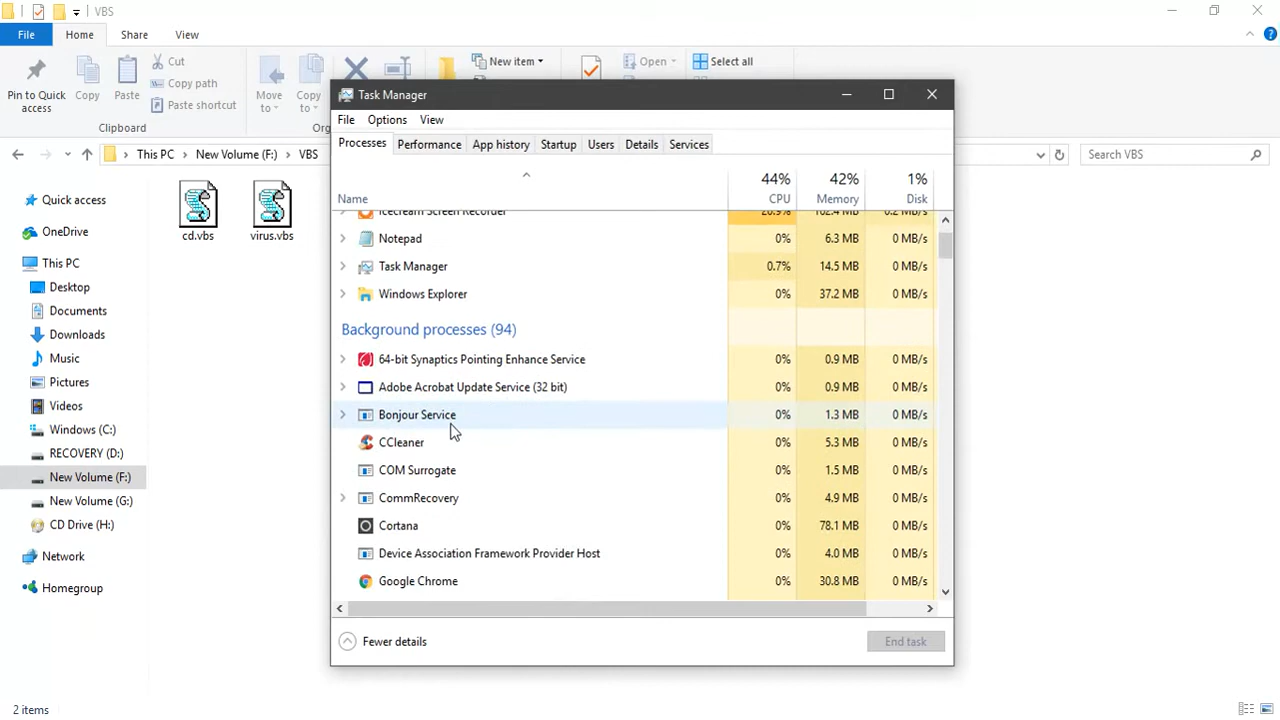 VBS
File Home Share View
Pin to Quick access
Copy
Paste
Cut
Copy path
Paste shortcut
Clipboard
Move to
Copy to
New item
Open
Select all
This PC New Volume (F:) VBS
Search VBS
Quick access
OneDrive
This PC
Desktop
Documents
Downloads
Music
Pictures
Videos
Windows (C:)
RECOVERY (D:)
New Volume (F:)
New Volume (G:)
CD Drive (H:)
Network
Homegroup
2 items
cd.vbs
virus.vbs
Task Manager
File Options View
Processes Performance App history Startup Users Details Services
44% 42% 1%
Name CPU Memory Disk
Icecream Screen Recorder
Notepad 0% 6.3 MB 0 MB/s
Task Manager 0.7% 14.5 MB 0 MB/s
Windows Explorer 0% 37.2 MB 0 MB/s
Background processes (94)
64-bit Synaptics Pointing Enhance Service 0% 0.9 MB 0 MB/s
Adobe Acrobat Update Service (32 bit) 0% 0.9 MB 0 MB/s
Bonjour Service 0% 1.3 MB 0 MB/s
CCleaner 0% 5.3 MB 0 MB/s
COM Surrogate 0% 1.5 MB 0 MB/s
CommRecovery 0% 4.9 MB 0 MB/s
Cortana 0% 78.1 MB 0 MB/s
Device Association Framework Provider Host 0% 4.0 MB 0 MB/s
Google Chrome 0% 30.8 MB 0 MB/s
Fewer details
End task